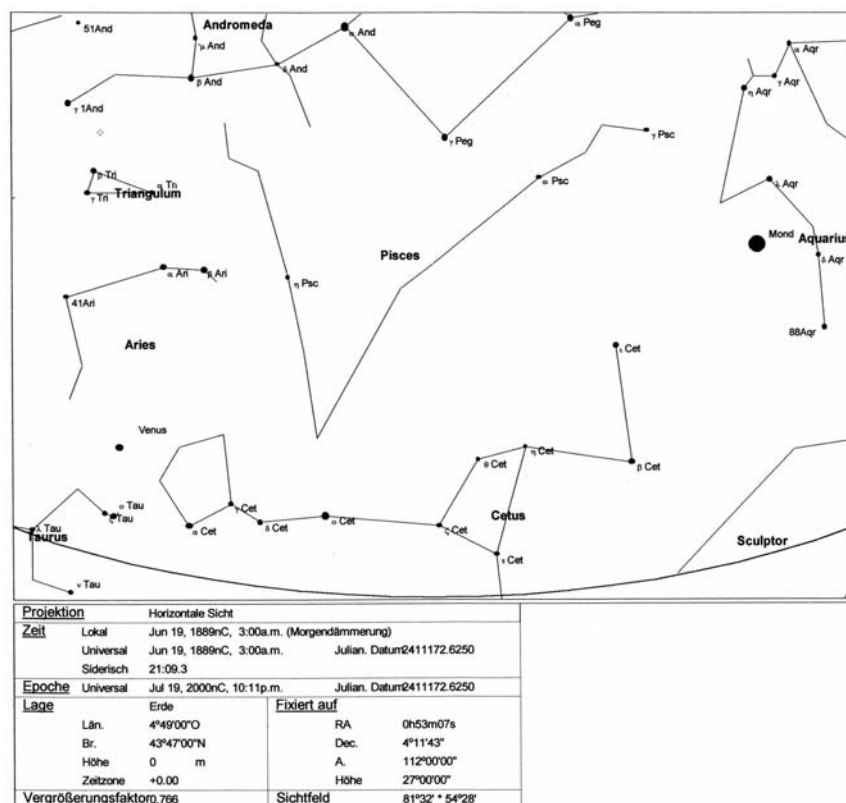 51And
Andromeda
μ And
α And
α Peg
δ And
β And
γ 1And
α Aqr
γ Aqr
η Aqr
γ Psc
γ Peg
β Tri
α Tri
γ Tri
Triangulum
α Psc
λ Aqr
Mond
Aquarius
δ Aqr
Pisces
α Ari
β Ari
η Psc
41Ari
88Aqr
Aries
ι Cet
Venus
η Cet
θ Cet
β Cet
ο Tau
ξ Tau
λ Tau
Taurus
γ Cet
α Cet
δ Cet
ο Cet
ζ Cet
Cetus
τ Cet
Sculptor
ν Tau
Projektion Horizontale Sicht
Zeit Lokal Jun 19, 1889nC, 3:00a.m. (Morgendämmerung)
Universal Jun 19, 1889nC, 3:00a.m. Julian. Datum2411172.6250
Siderisch 21:09.3
Epoche Universal Jul 19, 2000nC, 10:11p.m. Julian. Datum2411172.6250
Lage Erde Fixiert auf
Län. 4°49'00"O RA 0h53m07s
Br. 43°47'00"N Dec. 4°11'43"
Höhe 0 m A. 112°00'00"
Zeitzone +0.00 Höhe 27°00'00"
Vergrößerungsfaktor0.766 Sichtfeld 81°32' * 54°28'